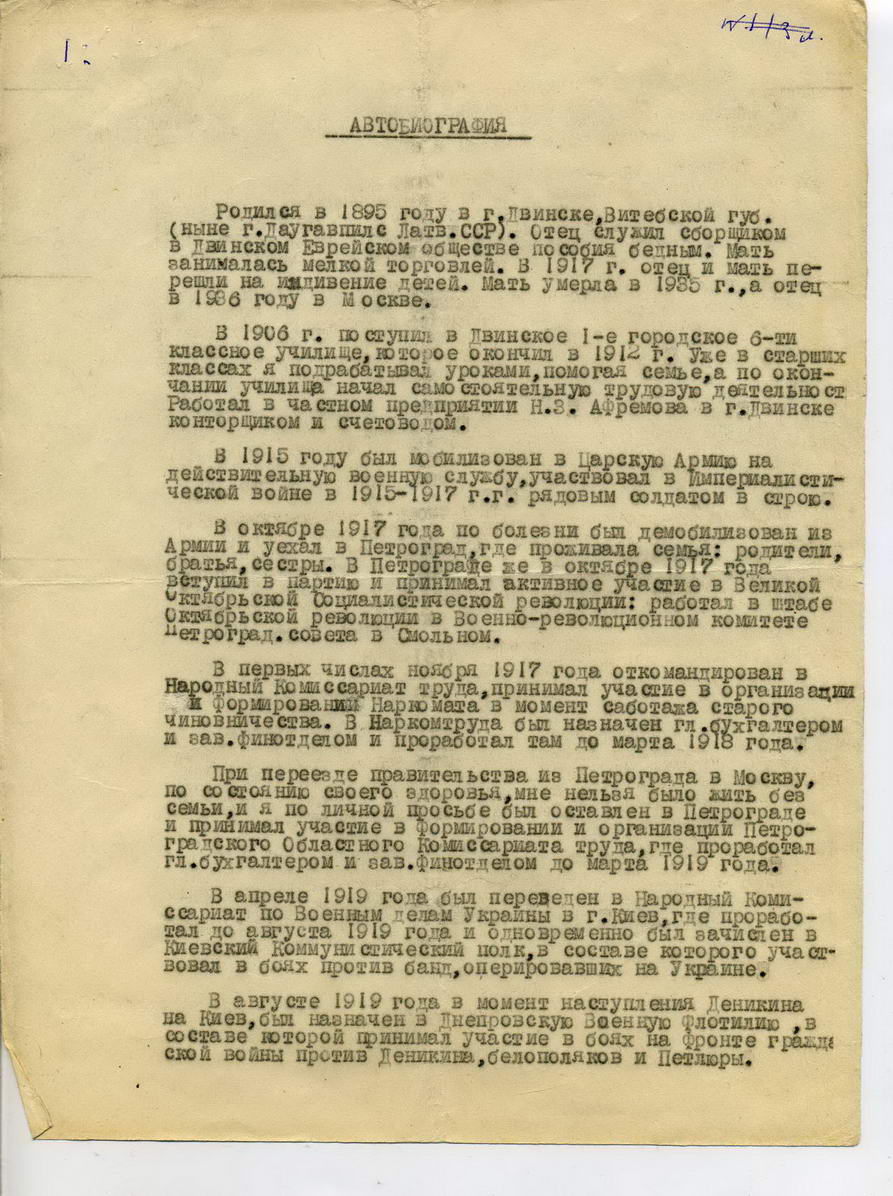 1.
АВТОБИОГРАФИЯ
Родился в 1895 году в г.Двинске,Витебской губ.
(ныне г.Даугавпилс Латв.ССР). Отец служил сборщиком
в Двинском Еврейском обществе пособия бедным. Мать
занималась мелкой торговлей. В 1917 г. отец и мать пе-
решли на иждивение детей. Мать умерла в 1935 г.,а отец
в 1936 году в Москве.
В 1906 г. поступил в Двинское 1-е городское 6-ти
классное училище,которое окончил в 1912 г. Уже в старших
классах я подрабатывал уроками,помогая семье,а по окон-
чании училища начал самостоятельную трудовую деятельност
Работал в частном предприятии Н.З. Афремова в г.Двинске
конторщиком и счетоводом.
В 1915 году был мобилизован в Царскую Армию на
действительную военную службу,участвовал в Империалисти-
ческой войне в 1915-1917 г.г. рядовым солдатом в строю.
В октябре 1917 года по болезни был демобилизован из
Армии и уехал в Петроград,где проживала семья: родители,
братья,сестры. В Петрограде же в октябре 1917 года
вступил в партию и принимал активное участие в Великой
Октябрьской Социалистической революции: работал в штабе
Октябрьской революции в Военно-революционном комитете
Петроград.совета в Смольном.
В первых числах ноября 1917 года откомандирован в
Народный Комиссариат труда,принимал участие в организации
и формировании Наркомата в момент саботажа старого
чиновничества. В Наркомтруда был назначен гл.бухгалтером
и зав.финотделом и проработал там до марта 1918 года.
При переезде правительства из Петрограда в Москву,
по состоянию своего здоровья,мне нельзя было жить без
семьи,и я по личной просьбе был оставлен в Петрограде
и принимал участие в формировании и организации Петро-
градского Областного Комиссариата труда,где проработал
гл.бухгалтером и зав.финотделом до марта 1919 года.
В апреле 1919 года был переведен в Народный Коми-
ссариат по Военным делам Украины в г.Киев,где прорабо-
тал до августа 1919 года и одновременно был зачислен в
Киевский Коммунистический полк,в составе которого участ-
вовал в боях против банд,оперировавших на Украине.
В августе 1919 года в момент наступления Деникина
на Киев,был назначен в Днепровскую Военную Флотилию ,в
составе которой принимал участие в боях на фронте гражда
ской войны против Деникина,белополяков и Петлюры.